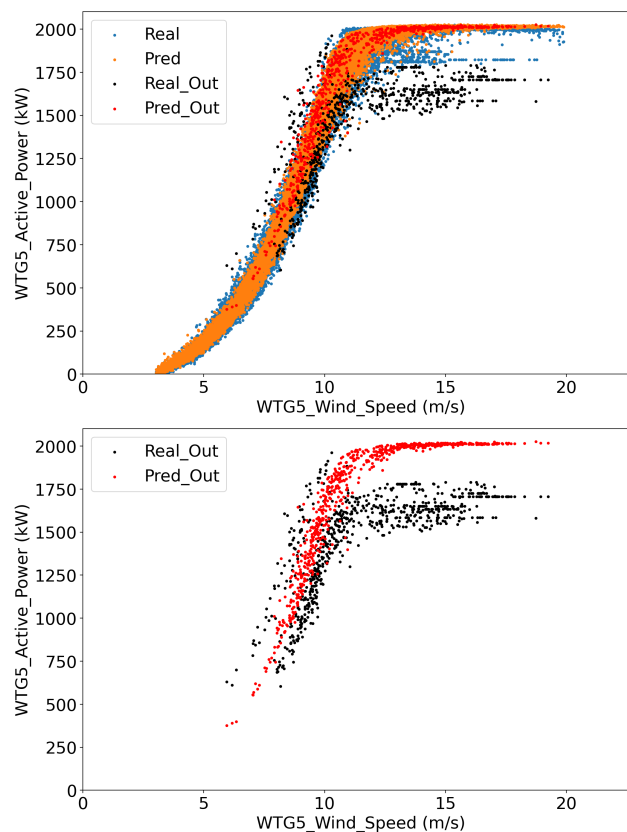 2000
1750
1500
1250
1000
750
500
250
0
WTG5_Active_Power (kW)
Real
Pred
Real_Out
Pred_Out
0
5
10
15
20
WTG5_Wind_Speed (m/s)
2000
1750
1500
1250
1000
750
500
250
0
WTG5_Active_Power (kW)
Real_Out
Pred_Out
0
5
10
15
20
WTG5_Wind_Speed (m/s)